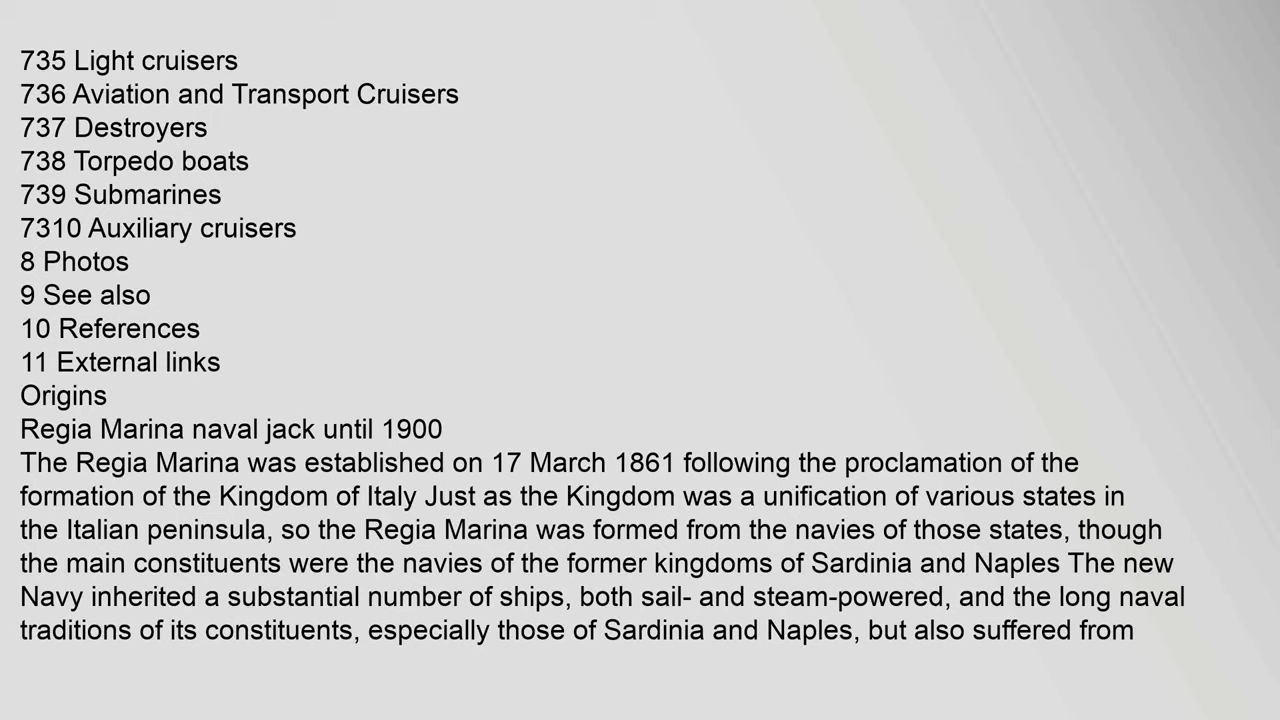 735 Light cruisers
736 Aviation and Transport Cruisers
737 Destroyers
738 Torpedo boats
739 Submarines
7310 Auxiliary cruisers
8 Photos
9 See also
10 References
11 External links
Origins
Regia Marina naval jack until 1900
The Regia Marina was established on 17 March 1861 following the proclamation of the
formation of the Kingdom of Italy Just as the Kingdom was a unification of various states in
the Italian peninsula, so the Regia Marina was formed from the navies of those states, though
the main constituents were the navies of the former kingdoms of Sardinia and Naples The new
Navy inherited a substantial number of ships, both sail- and steam-powered, and the long naval
traditions of its constituents, especially those of Sardinia and Naples, but also suffered from